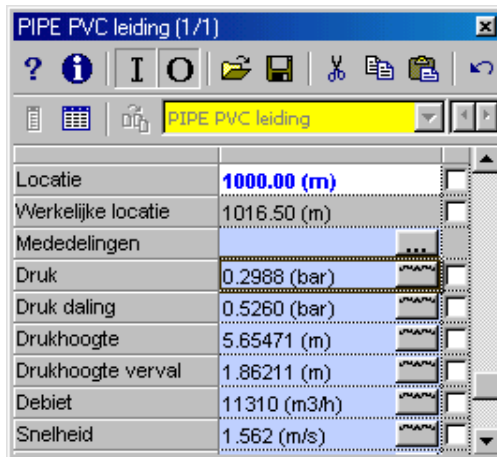 PIPE PVC leiding (1/1)
? i I O
PIPE PVC leiding
Locatie 1000.00 (m)
Werkelijke locatie 1016.50 (m)
Mededelingen ...
Druk 0.2988 (bar)
Druk daling 0.5260 (bar)
Drukhoogte 5.65471 (m)
Drukhoogte verval 1.86211 (m)
Debiet 11310 (m3/h)
Snelheid 1.562 (m/s)